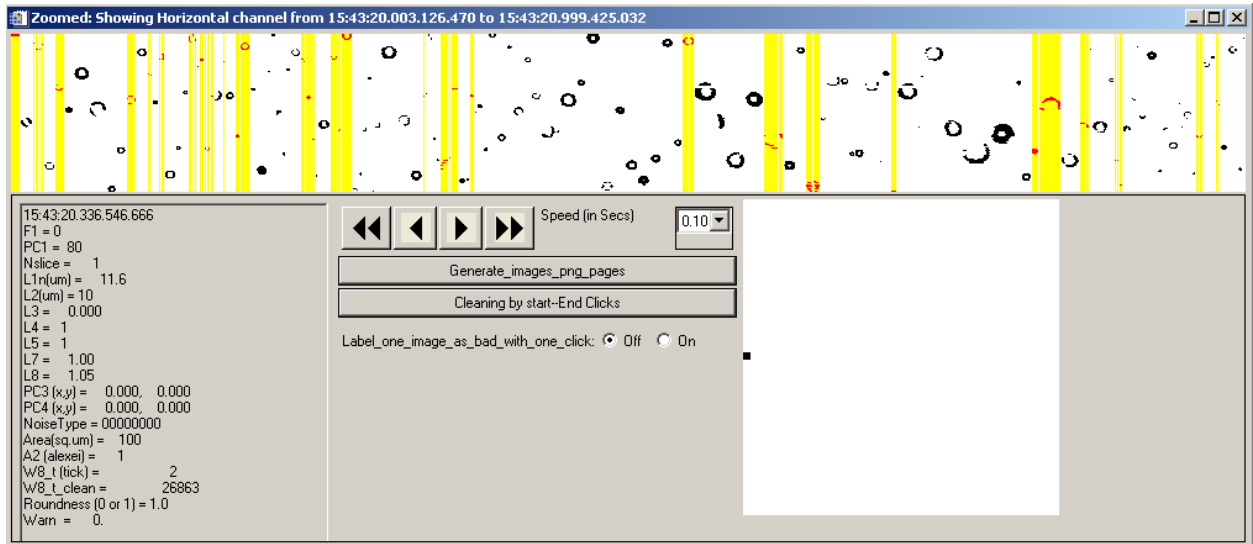 Zoomed: Showing Horizontal channel from 15:43:20.003.126.470 to 15:43:20.999.425.032
15:43:20.336.546.666
F1 = 0
PC1 = 80
Nslice = 1
L1n(um) = 11.6
L2(um) = 10
L3 = 0.000
L4 = 1
L5 = 1
L7 = 1.00
L8 = 1.05
PC3 (x,y) = 0.000, 0.000
PC4 (x,y) = 0.000, 0.000
NoiseType = 00000000
Area(sq.um) = 100
A2 (alexei) = 1
W8_t (tick) = 2
W8_t_clean = 26863
Roundness (0 or 1) = 1.0
Warn = 0.
Speed (in Secs) 0.10
Generate_images_png_pages
Cleaning by start--End Clicks
Label_one_image_as_bad_with_one_click: Off On